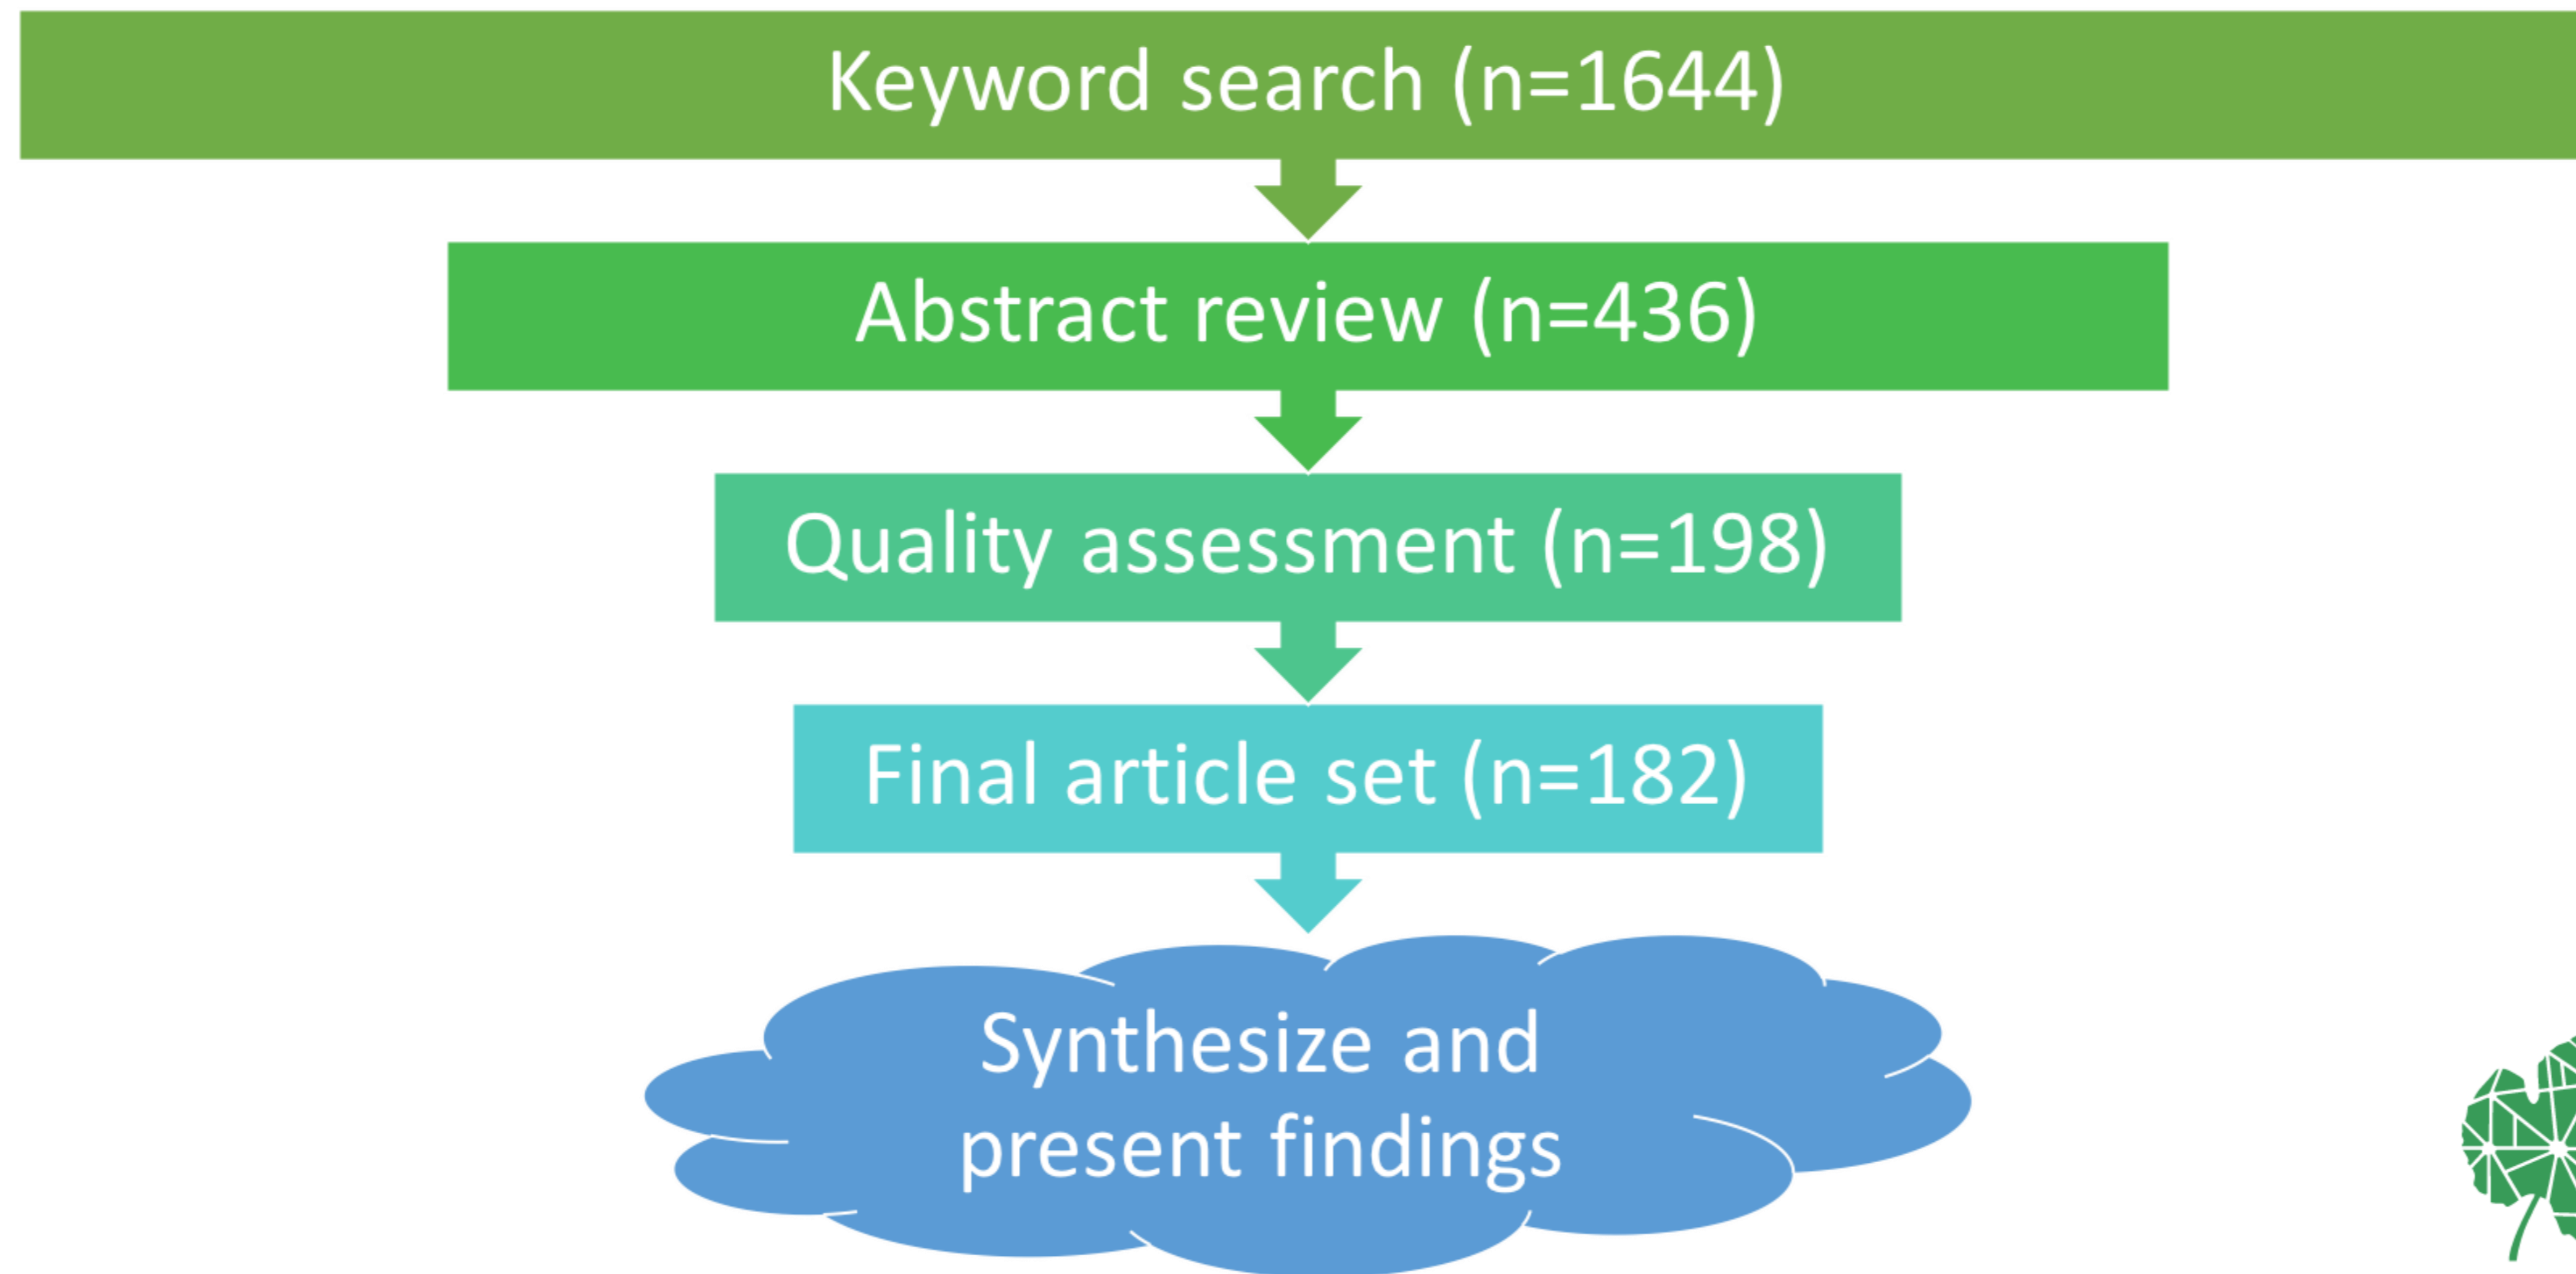 Keyword search (n=1644)
Abstract review (n=436)
Quality assessment (n=198)
Final article set (n=182)
Synthesize and
present findings